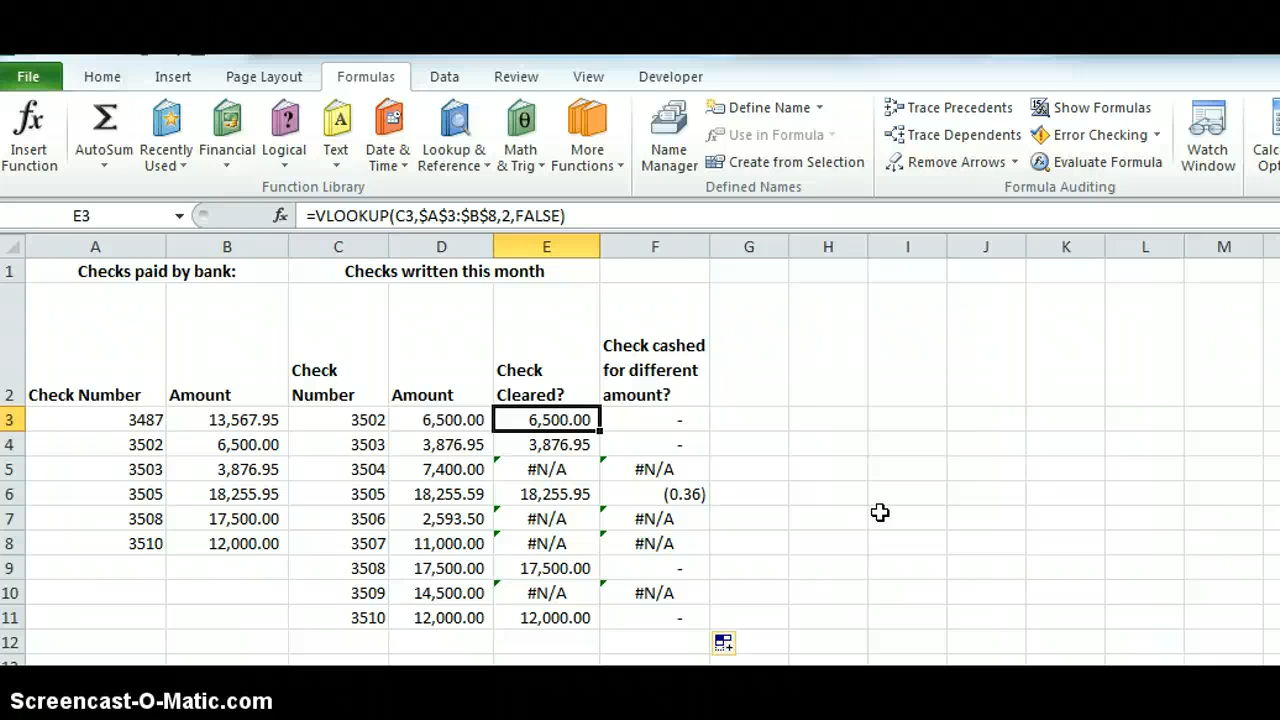 File Home Insert Page Layout Formulas Data Review View Developer
fx Σ ? A θ
Insert Function AutoSum Recently Used Financial Logical Text Date & Time Lookup & Reference Math & Trig More Functions
Function Library
Name Manager
Define Name
Use in Formula
Create from Selection
Defined Names
Trace Precedents
Trace Dependents
Remove Arrows
Show Formulas
Error Checking
Evaluate Formula
Formula Auditing
Watch Window
E3 fx =VLOOKUP(C3,$A$3:$B$8,2,FALSE)
A B C D E F G H I J K L M
1 Checks paid by bank: Checks written this month
2 Check Number Amount Check Number Amount Check Cleared? Check cashed for different amount?
3 3487 13,567.95 3502 6,500.00 6,500.00 -
4 3502 6,500.00 3503 3,876.95 3,876.95 -
5 3503 3,876.95 3504 7,400.00 #N/A #N/A
6 3505 18,255.95 3505 18,255.59 18,255.95 (0.36)
7 3508 17,500.00 3506 2,593.50 #N/A #N/A
8 3510 12,000.00 3507 11,000.00 #N/A #N/A
9 3508 17,500.00 17,500.00 -
10 3509 14,500.00 #N/A #N/A
11 3510 12,000.00 12,000.00 -
12
Screencast-O-Matic.com